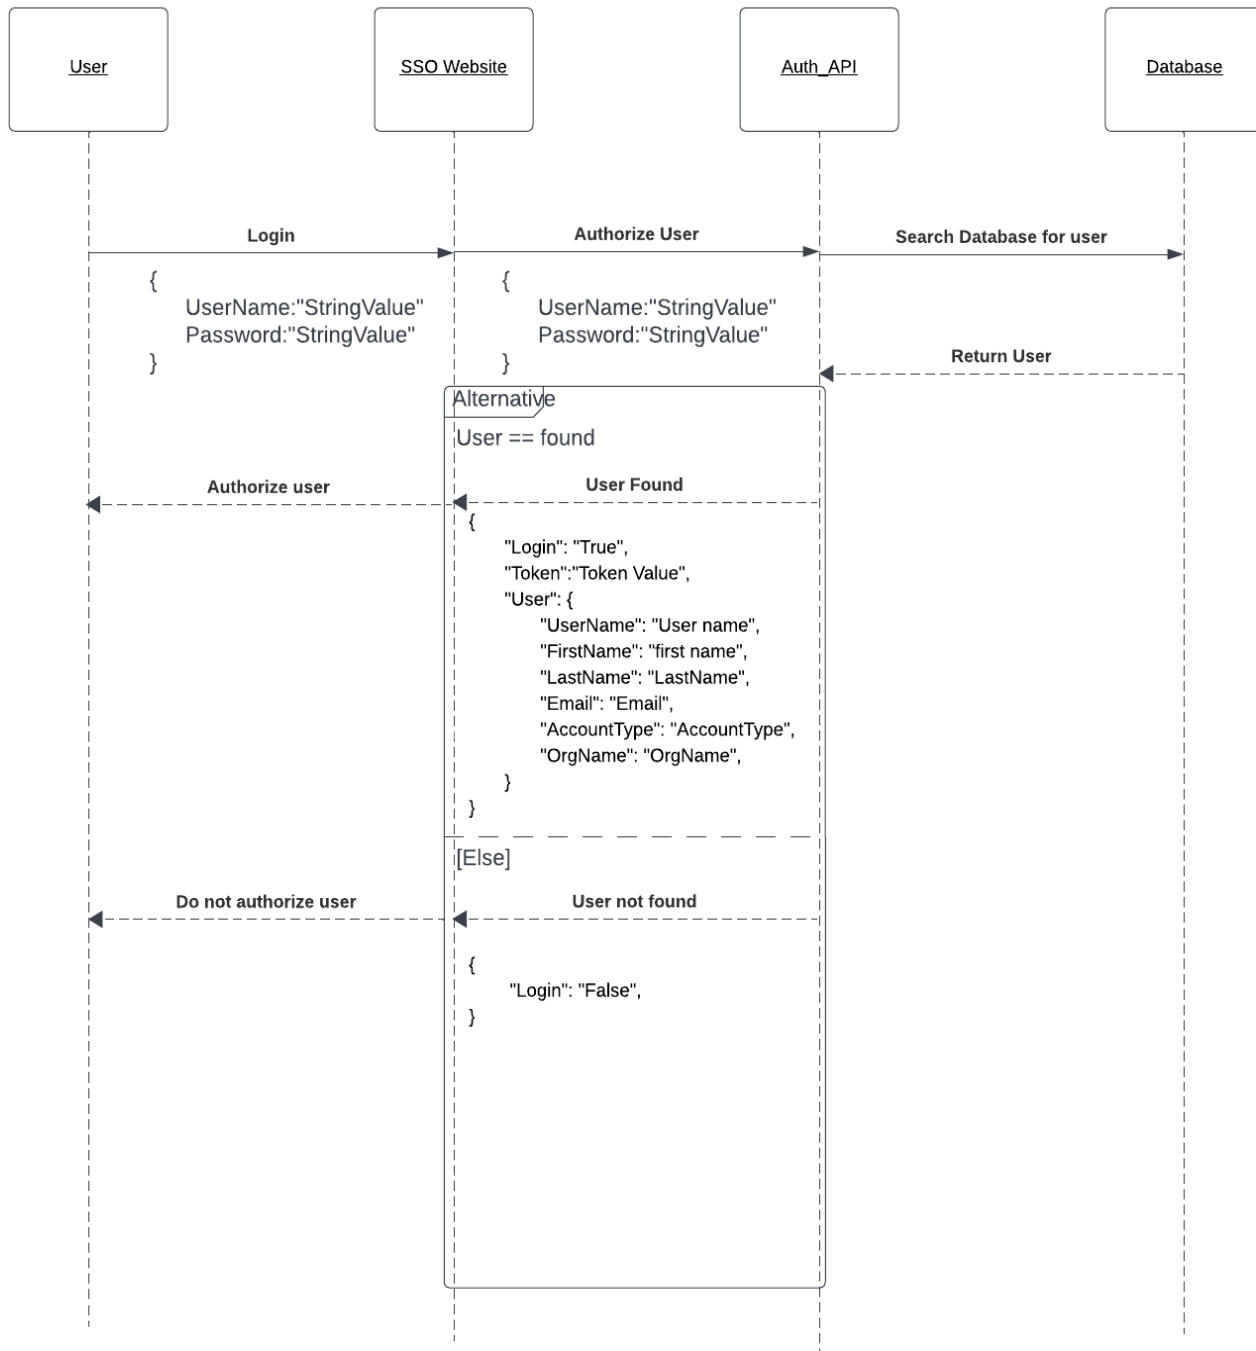 User
SSO Website
Auth_API
Database
Login
Authorize User
Search Database for user
{
UserName:"StringValue"
Password:"StringValue"
}
{
UserName:"StringValue"
Password:"StringValue"
}
Return User
Alternative
User == found
Authorize user
User Found
{
"Login": "True",
"Token":"Token Value",
"User": {
"UserName": "User name",
"FirstName": "first name",
"LastName": "LastName",
"Email": "Email",
"AccountType": "AccountType",
"OrgName": "OrgName",
}
}
[Else]
Do not authorize user
User not found
{
"Login": "False",
}